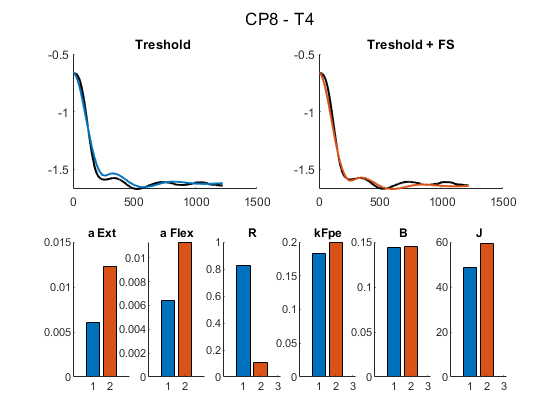 CP8 - T4
Treshold
Treshold + FS
-0.5
-1
-1.5
0 500 1000 1500
-0.5
-1
-1.5
0 500 1000 1500
a Ext
a Flex
R
kFpe
B
J
0.015
0.01
0.005
0
1 2
0.01
0.008
0.006
0.004
0.002
0
1 2
1
0.8
0.6
0.4
0.2
0
1 2 3
0.2
0.15
0.1
0.05
0
1 2 3
0.15
0.1
0.05
0
1 2 3
60
40
20
0
1 2 3